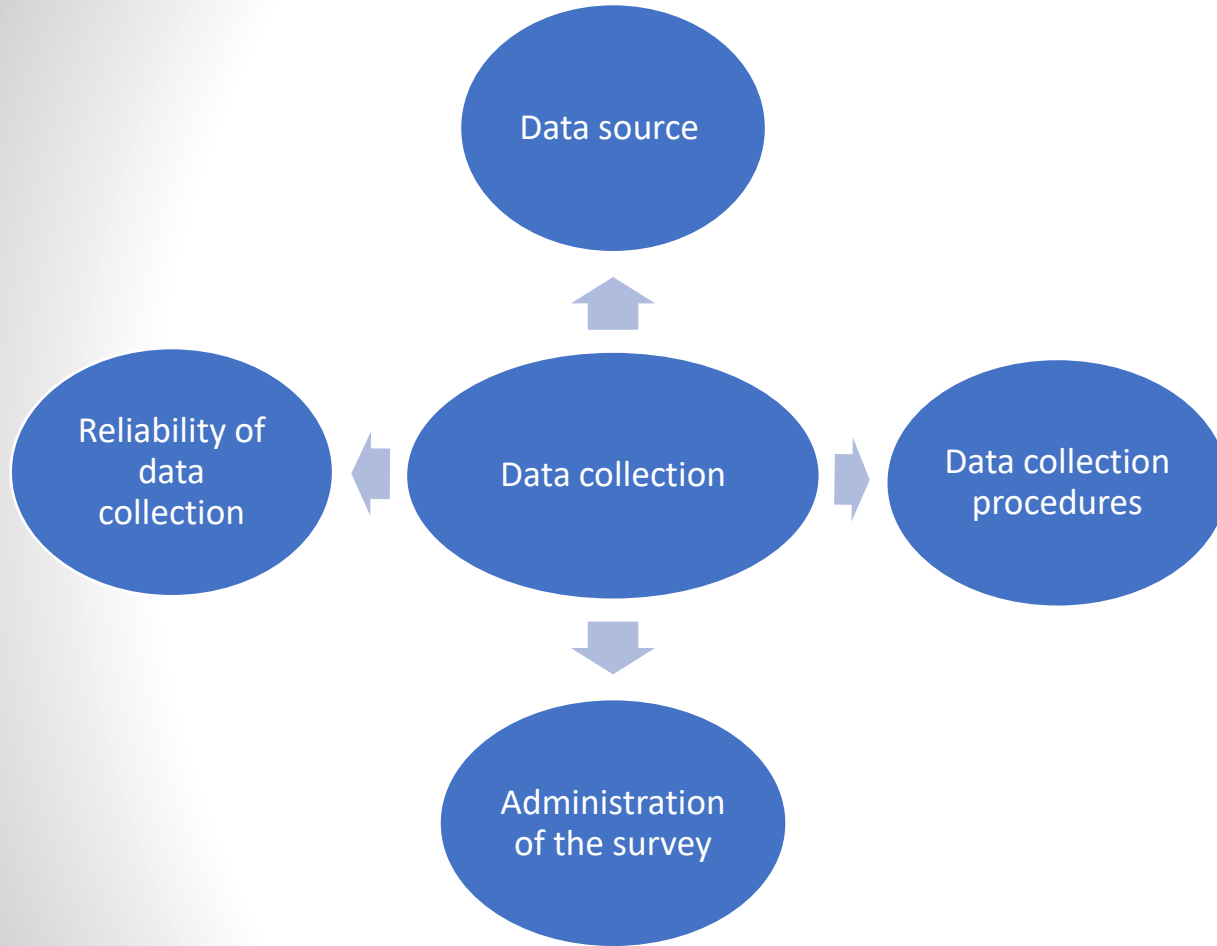 Data source
Reliability of
data
collection
Data collection
Data collection
procedures
Administration
of the survey